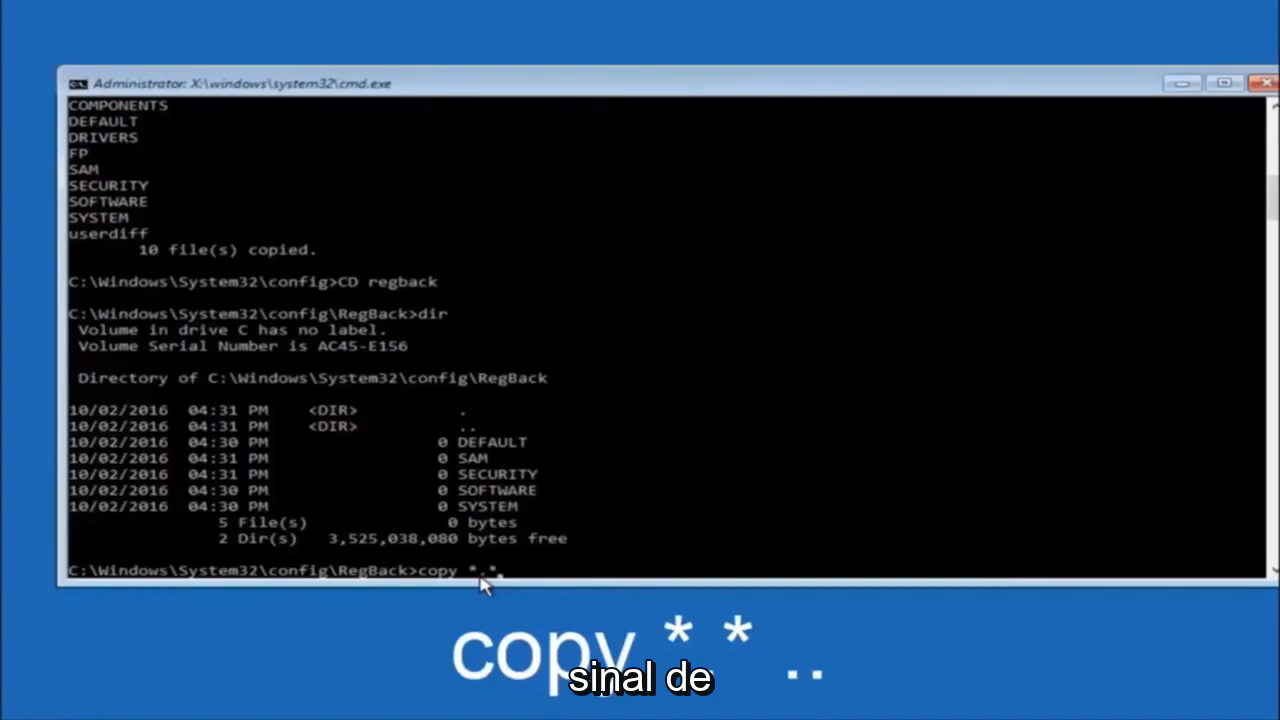 Administrator: X:\windows\system32\cmd.exe
COMPONENTS
DEFAULT
DRIVERS
FP
SAM
SECURITY
SOFTWARE
SYSTEM
userdiff
10 file(s) copied.
C:\Windows\System32\config>CD regback
C:\Windows\System32\config\RegBack>dir
Volume in drive C has no label.
Volume Serial Number is AC45-E156
Directory of C:\Windows\System32\config\RegBack
10/02/2016 04:31 PM <DIR> .
10/02/2016 04:31 PM <DIR> ..
10/02/2016 04:30 PM 0 DEFAULT
10/02/2016 04:31 PM 0 SAM
10/02/2016 04:31 PM 0 SECURITY
10/02/2016 04:30 PM 0 SOFTWARE
10/02/2016 04:30 PM 0 SYSTEM
5 File(s) 0 bytes
2 Dir(s) 3,525,038,080 bytes free
C:\Windows\System32\config\RegBack>copy *.*
copy *.* ..
sinal de